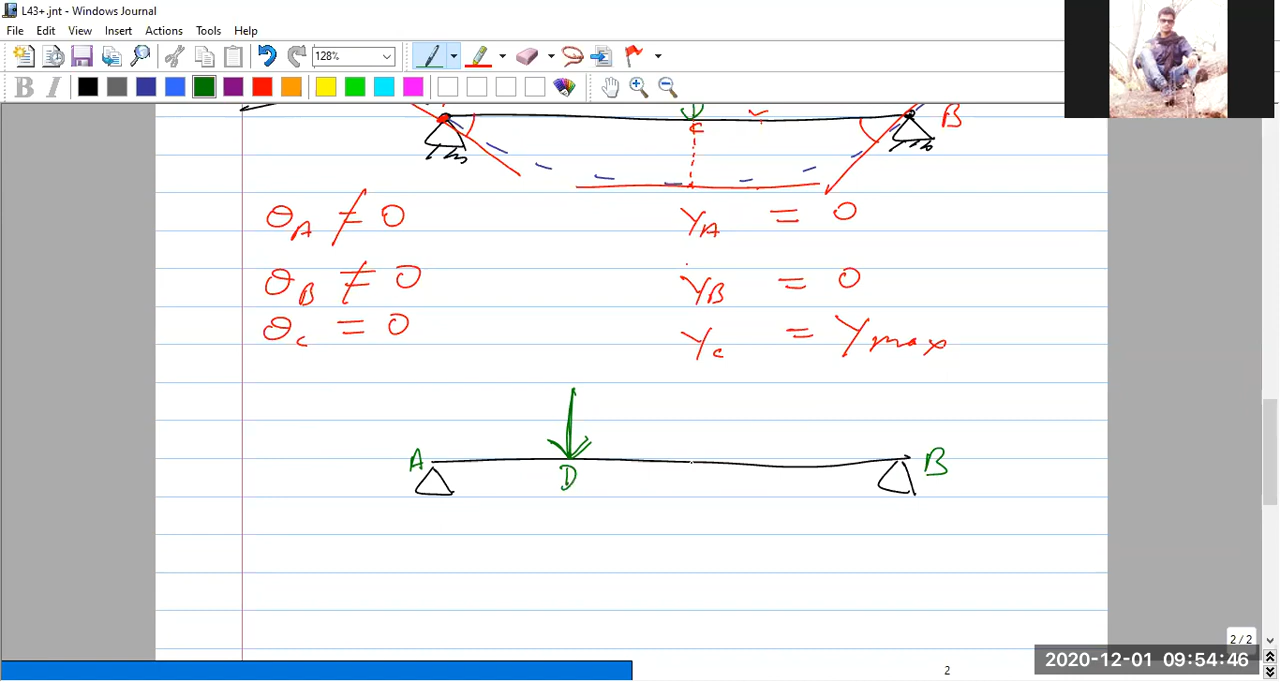 L43+.jnt - Windows Journal
File Edit View Insert Actions Tools Help
128%
B I
C
B
θA ≠ 0
YA = 0
θB ≠ 0
YB = 0
θc = 0
Yc = Ymax
A
D
B
2 / 2
2020-12-01 09:54:46
2